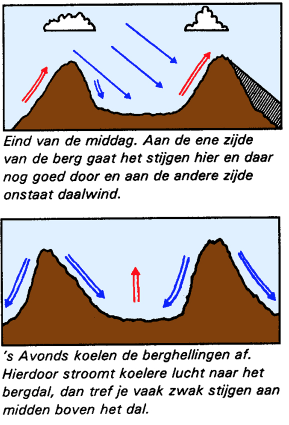 Eind van de middag. Aan de ene zijde
van de berg gaat het stijgen hier en daar
nog goed door en aan de andere zijde
onstaat daalwind.
's Avonds koelen de berghellingen af.
Hierdoor stroomt koelere lucht naar het
bergdal, dan tref je vaak zwak stijgen aan
midden boven het dal.